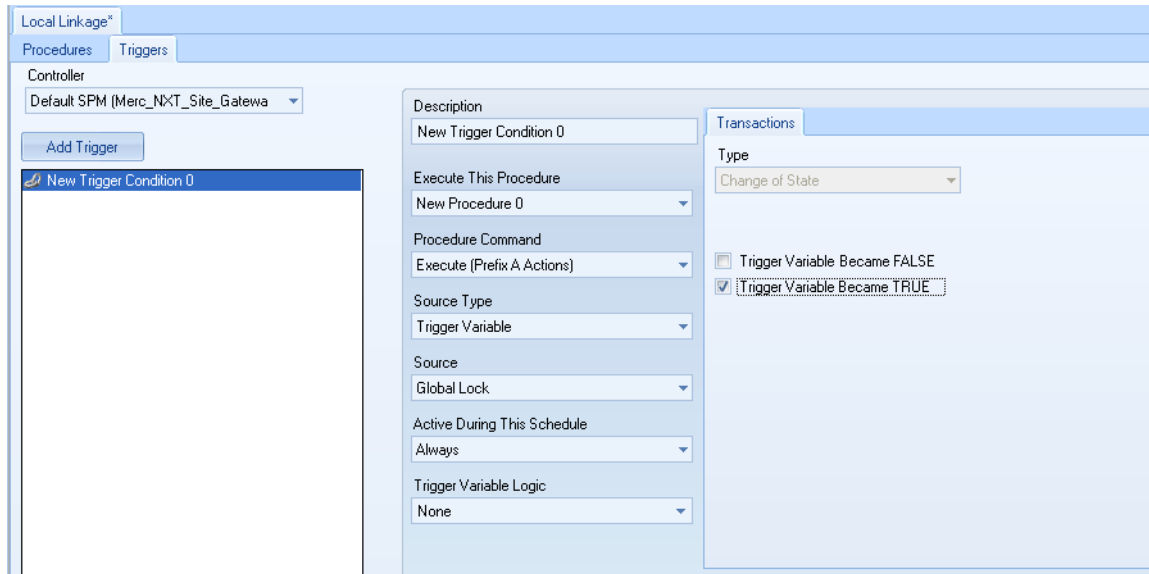 Local Linkage*
Procedures Triggers
Controller
Default SPM (Merc_NXT_Site_Gatewa
Add Trigger
New Trigger Condition 0
Description
New Trigger Condition 0
Execute This Procedure
New Procedure 0
Procedure Command
Execute (Prefix A Actions)
Source Type
Trigger Variable
Source
Global Lock
Active During This Schedule
Always
Trigger Variable Logic
None
Transactions
Type
Change of State
Trigger Variable Became FALSE
Trigger Variable Became TRUE